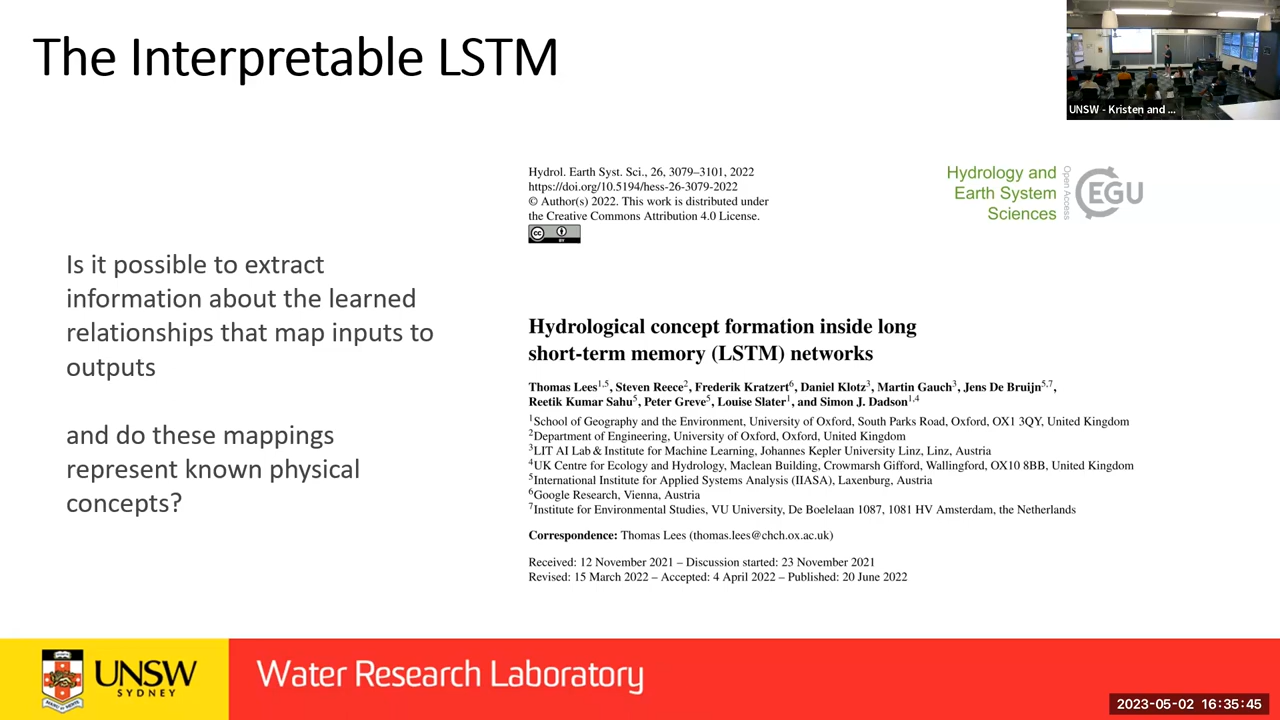 The Interpretable LSTM
UNSW - Kristen and ...
Hydrol. Earth Syst. Sci., 26, 3079–3101, 2022
https://doi.org/10.5194/hess-26-3079-2022
© Author(s) 2022. This work is distributed under
the Creative Commons Attribution 4.0 License.
cc BY
Hydrology and
Earth System
Sciences
Open Access
EGU
Is it possible to extract
information about the learned
relationships that map inputs to
outputs
and do these mappings
represent known physical
concepts?
Hydrological concept formation inside long
short-term memory (LSTM) networks
Thomas Lees1,5, Steven Reece2, Frederik Kratzert6, Daniel Klotz3, Martin Gauch3, Jens De Bruijn5,7,
Reetik Kumar Sahu5, Peter Greve5, Louise Slater1, and Simon J. Dadson1,4
1School of Geography and the Environment, University of Oxford, South Parks Road, Oxford, OX1 3QY, United Kingdom
2Department of Engineering, University of Oxford, Oxford, United Kingdom
3LIT AI Lab & Institute for Machine Learning, Johannes Kepler University Linz, Linz, Austria
4UK Centre for Ecology and Hydrology, Maclean Building, Crowmarsh Gifford, Wallingford, OX10 8BB, United Kingdom
5International Institute for Applied Systems Analysis (IIASA), Laxenburg, Austria
6Google Research, Vienna, Austria
7Institute for Environmental Studies, VU University, De Boelelaan 1087, 1081 HV Amsterdam, the Netherlands
Correspondence: Thomas Lees (thomas.lees@chch.ox.ac.uk)
Received: 12 November 2021 – Discussion started: 23 November 2021
Revised: 15 March 2022 – Accepted: 4 April 2022 – Published: 20 June 2022
UNSW
SYDNEY
Water Research Laboratory
2023-05-02 16:35:45